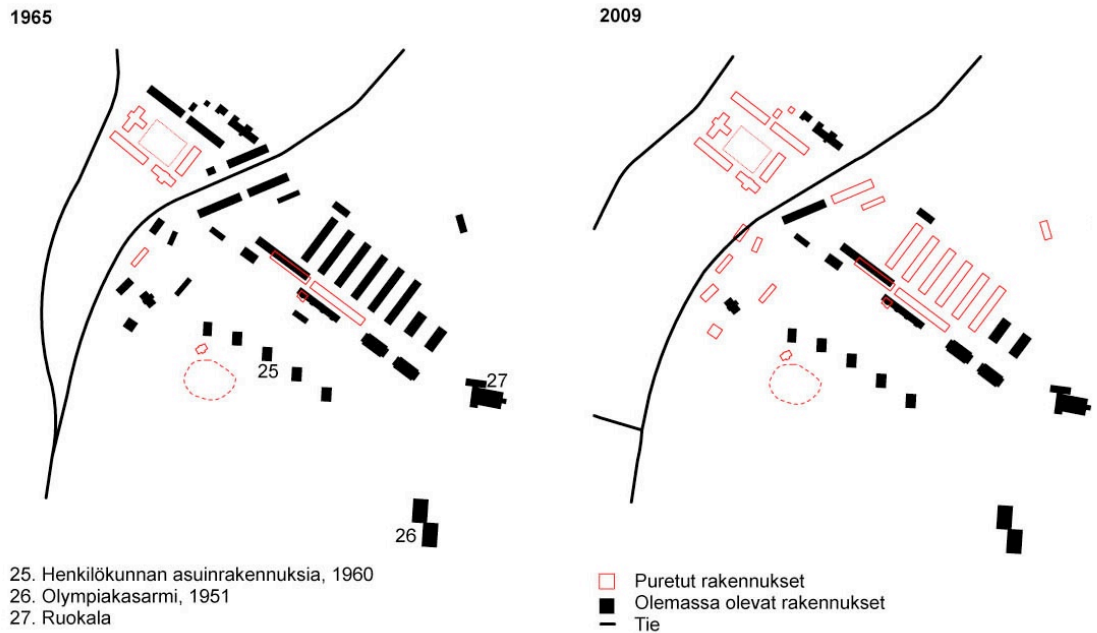 1965
2009
25
27
26
25. Henkilökunnan asuinrakennuksia, 1960
26. Olympiakasarmi, 1951
27. Ruokala
Puretut rakennukset
Olemassa olevat rakennukset
Tie